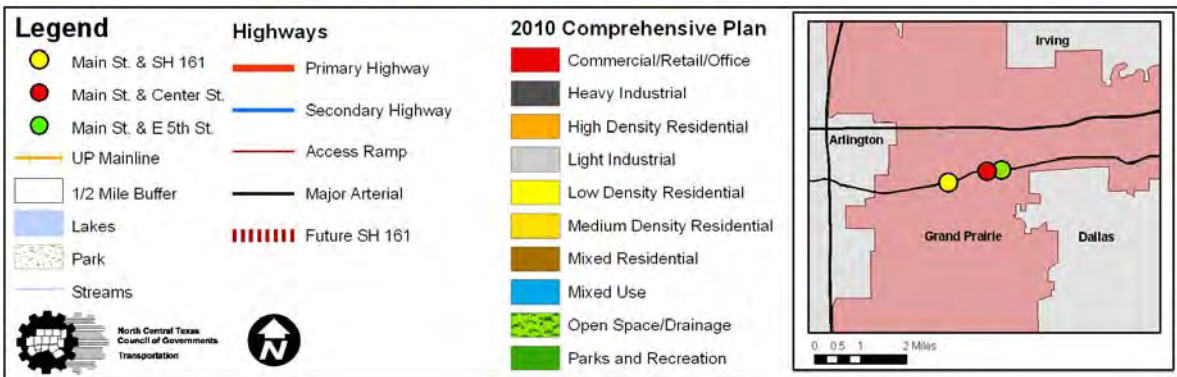 Legend
Main St. & SH 161
Main St. & Center St.
Main St. & E 5th St.
UP Mainline
1/2 Mile Buffer
Lakes
Park
Streams
North Central Texas
Council of Governments
Transportation
Highways
Primary Highway
Secondary Highway
Access Ramp
Major Arterial
Future SH 161
N
2010 Comprehensive Plan
Commercial/Retail/Office
Heavy Industrial
High Density Residential
Light Industrial
Low Density Residential
Medium Density Residential
Mixed Residential
Mixed Use
Open Space/Drainage
Parks and Recreation
Irving
Arlington
Grand Prairie
Dallas
0 0.5 1 2 Miles